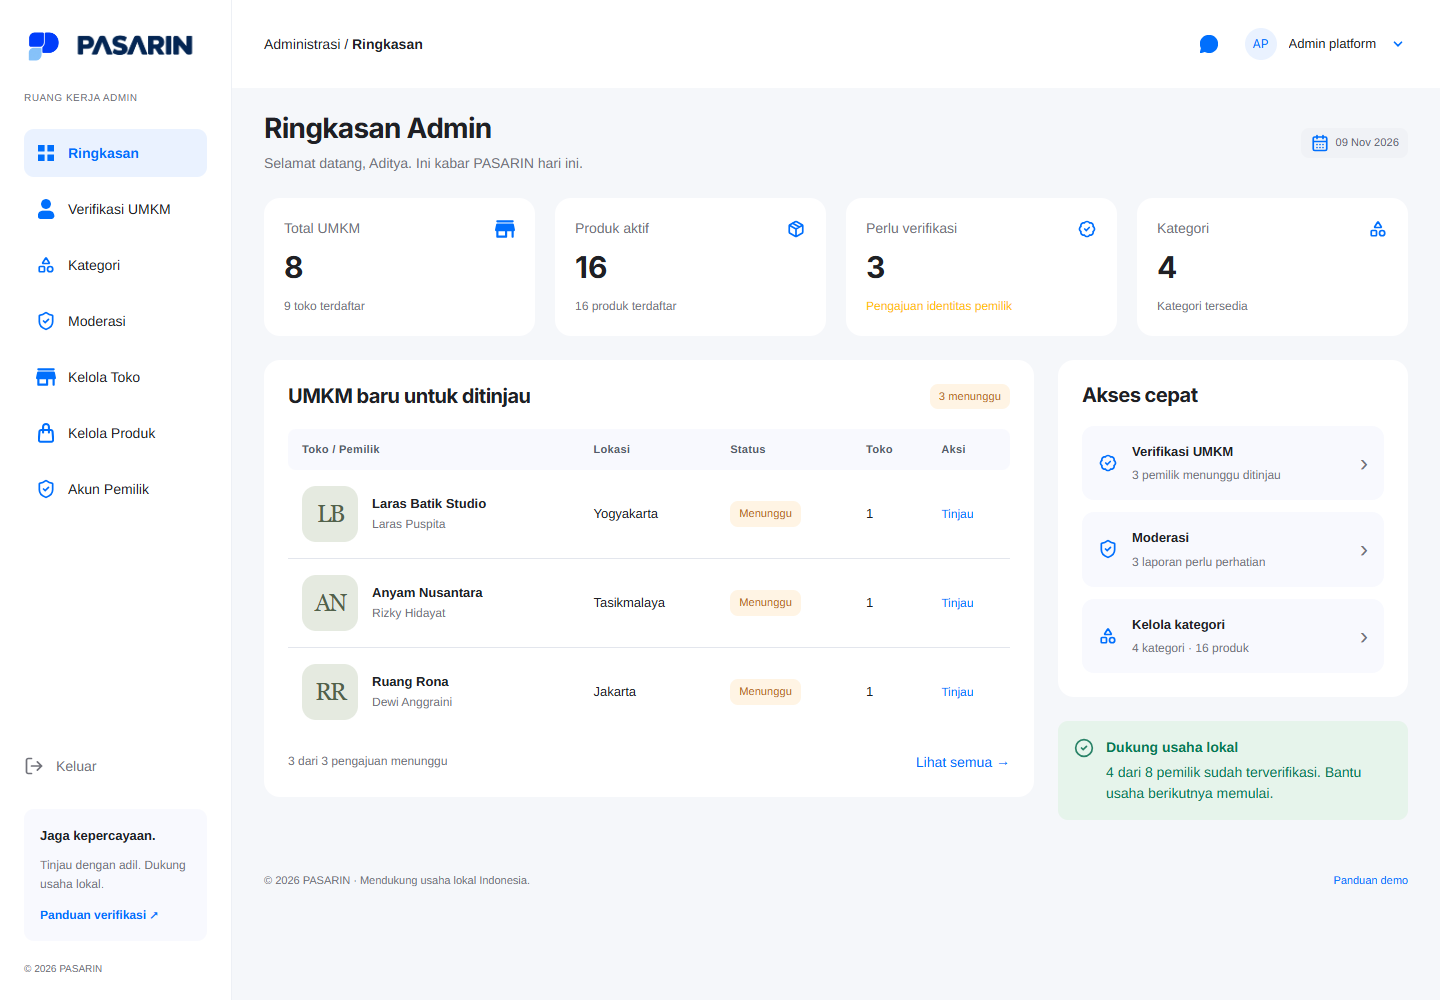 PASARIN
RUANG KERJA ADMIN
Ringkasan
Verifikasi UMKM
Kategori
Moderasi
Kelola Toko
Kelola Produk
Akun Pemilik
Keluar
Jaga kepercayaan.
Tinjau dengan adil. Dukung
usaha lokal.
Panduan verifikasi ↗
© 2026 PASARIN
Administrasi / Ringkasan
AP Admin platform
Ringkasan Admin
Selamat datang, Aditya. Ini kabar PASARIN hari ini.
09 Nov 2026
Total UMKM
8
9 toko terdaftar
Produk aktif
16
16 produk terdaftar
Perlu verifikasi
3
Pengajuan identitas pemilik
Kategori
4
Kategori tersedia
UMKM baru untuk ditinjau
3 menunggu
Toko / Pemilik Lokasi Status Toko Aksi
LB Laras Batik Studio Yogyakarta Menunggu 1 Tinjau
Laras Puspita
AN Anyam Nusantara Tasikmalaya Menunggu 1 Tinjau
Rizky Hidayat
RR Ruang Rona Jakarta Menunggu 1 Tinjau
Dewi Anggraini
3 dari 3 pengajuan menunggu
Lihat semua →
Akses cepat
Verifikasi UMKM
3 pemilik menunggu ditinjau
›
Moderasi
3 laporan perlu perhatian
›
Kelola kategori
4 kategori · 16 produk
›
Dukung usaha lokal
4 dari 8 pemilik sudah terverifikasi. Bantu
usaha berikutnya memulai.
© 2026 PASARIN · Mendukung usaha lokal Indonesia.
Panduan demo